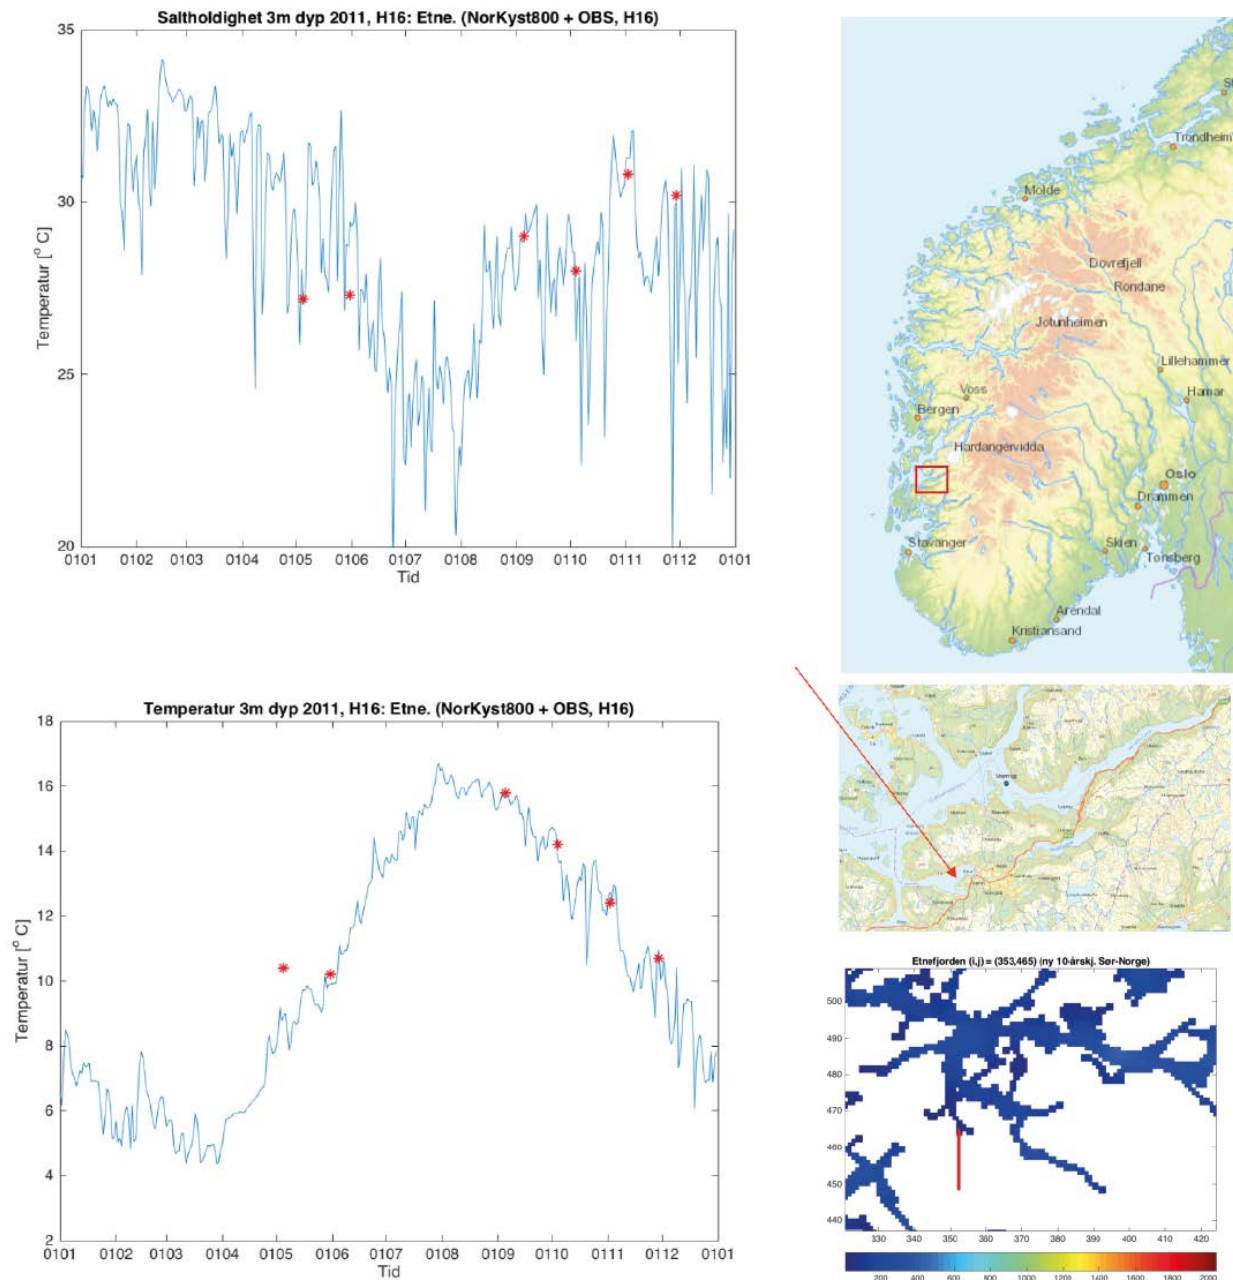 Saltholdighet 3m dyp 2011, H16: Etne. (NorKyst800 + OBS, H16)
35
30
25
20
Temperatur [° C]
0101 0102 0103 0104 0105 0106 0107 0108 0109 0110 0111 0112 0101
Tid
Trondheim
Molde
Dovrefjell
Rondane
Jotunheimen
Lillehammer
Voss
Hamar
Bergen
Hardangervidda
Oslo
Drammen
Stavanger
Skien
Tønsberg
Arendal
Kristiansand
Temperatur 3m dyp 2011, H16: Etne. (NorKyst800 + OBS, H16)
18
16
14
12
10
8
6
4
2
Temperatur [° C]
0101 0102 0103 0104 0105 0106 0107 0108 0109 0110 0111 0112 0101
Tid
Etnefjorden (i,j) = (353,465) (ny 10-årskj. Sør-Norge)
500
490
480
470
460
450
440
330 340 350 360 370 380 390 400 410 420
200 400 600 800 1000 1200 1400 1600 1800 2000